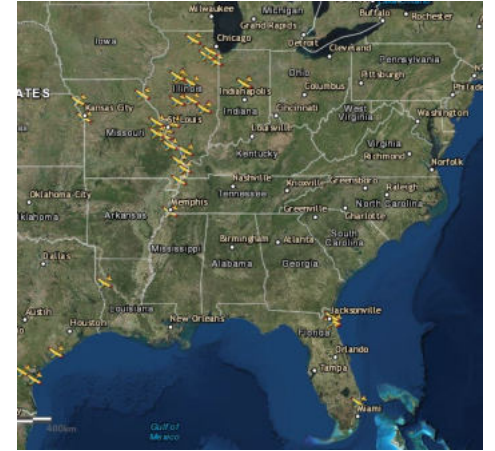 Milwaukee
Michigan
Buffalo
Rochester
Grand Rapids
Iowa
Chicago
Detroit
Cleveland
Pennsylvania
Illinois
Ohio
Pittsburgh
ATES
Indianapolis
Columbus
Philade
Kansas City
Indiana
Cincinnati
West
Virginia
Washington
Missouri
St Louis
Louisville
Virginia
Kentucky
Richmond
Norfolk
Nashville
Greensboro
Oklahoma City
Tennessee
Knoxville
Raleigh
Memphis
North Carolina
klahoma
Arkansas
Greenville
Charlotte
Mississippi
Birmingham
Atlanta
South
Carolina
Dallas
Alabama
Georgia
Louisiana
Jacksonville
Austin
New Orleans
Houston
Florida
Orlando
Tampa
Miami
Gulf of
Mexico